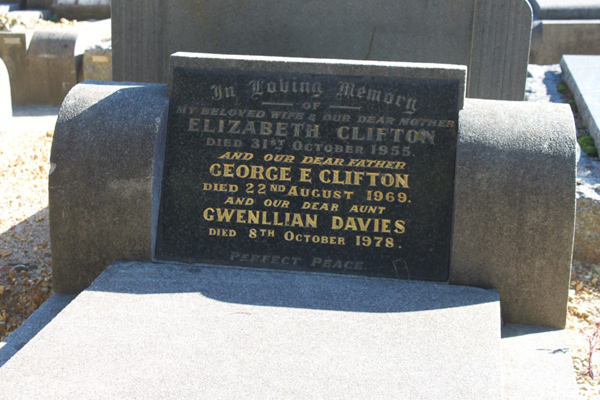 In Loving Memory
OF
MY BELOVED WIFE & OUR DEAR MOTHER
ELIZABETH CLIFTON
DIED 31ST OCTOBER 1955.
AND OUR DEAR FATHER
GEORGE E CLIFTON
DIED 22ND AUGUST 1969.
AND OUR DEAR AUNT
GWENLLIAN DAVIES
DIED 8TH OCTOBER 1978.
PERFECT PEACE.